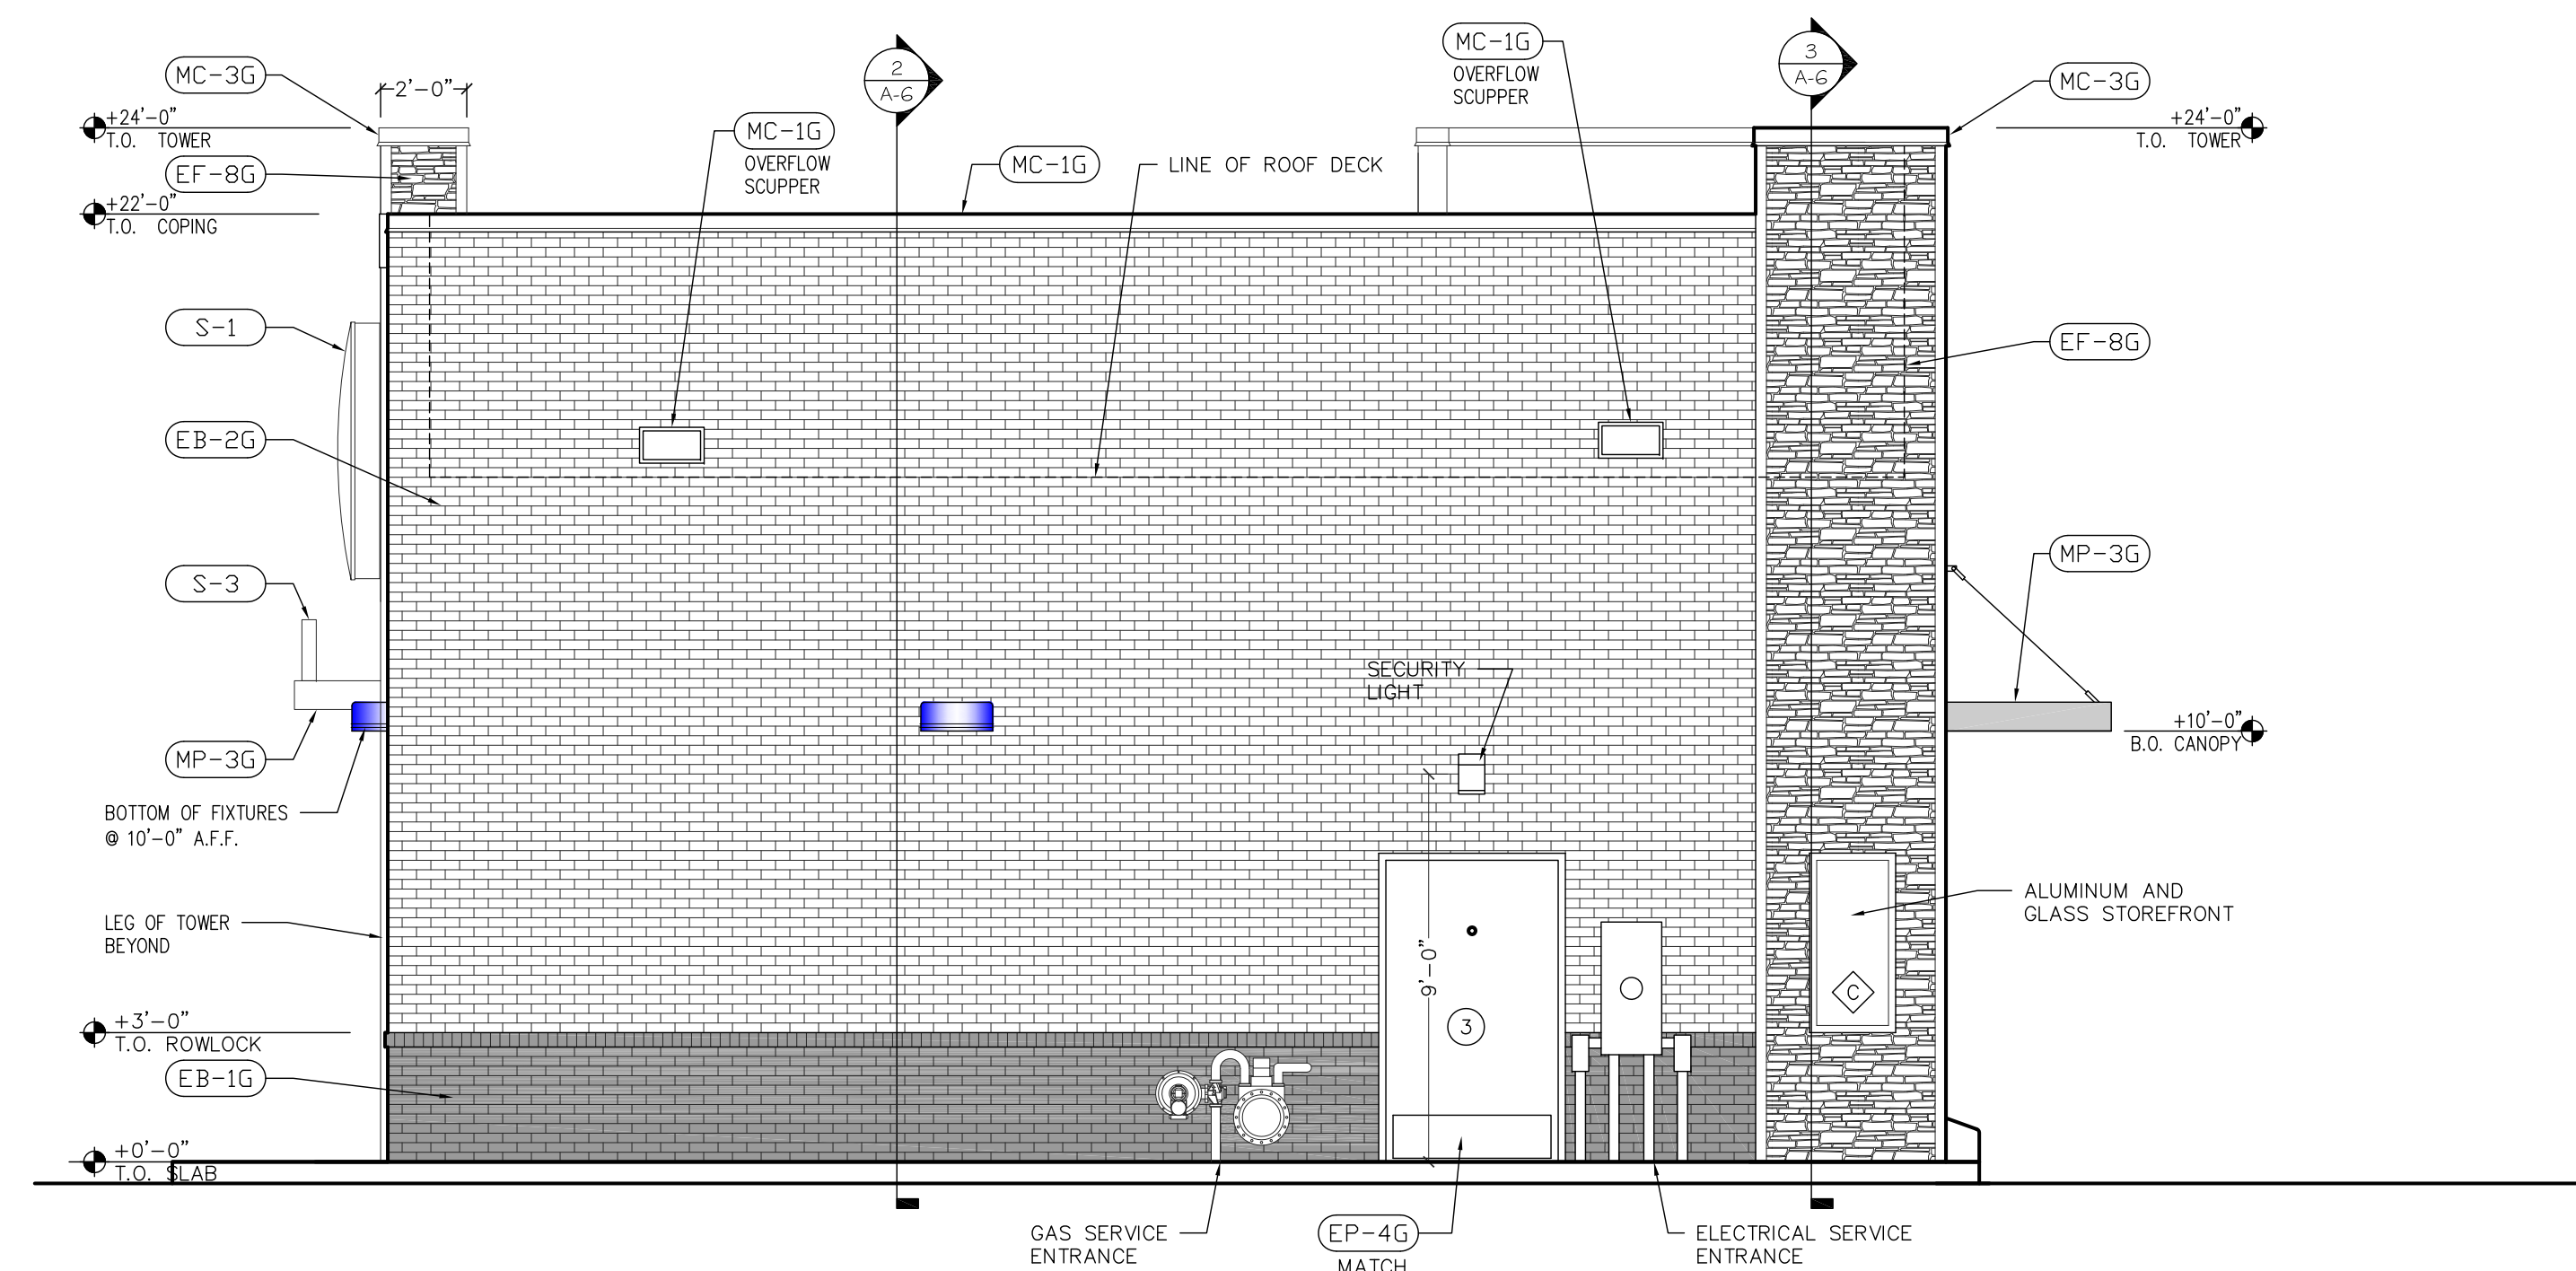 MC-3G
2'-0"
+24'-0"
T.O. TOWER
EF-8G
+22'-0"
T.O. COPING
S-1
EB-2G
S-3
MP-3G
BOTTOM OF FIXTURES
@ 10'-0" A.F.F.
LEG OF TOWER
BEYOND
+3'-0"
T.O. ROWLOCK
EB-1G
+0'-0"
T.O. SLAB
MC-1G
OVERFLOW
SCUPPER
2
A-6
MC-1G
LINE OF ROOF DECK
MC-1G
OVERFLOW
SCUPPER
3
A-6
MC-3G
+24'-0"
T.O. TOWER
EF-8G
MP-3G
+10'-0"
B.O. CANOPY
SECURITY
LIGHT
9'-0"
3
C
ALUMINUM AND
GLASS STOREFRONT
GAS SERVICE
ENTRANCE
EP-4G
MATCH
ELECTRICAL SERVICE
ENTRANCE